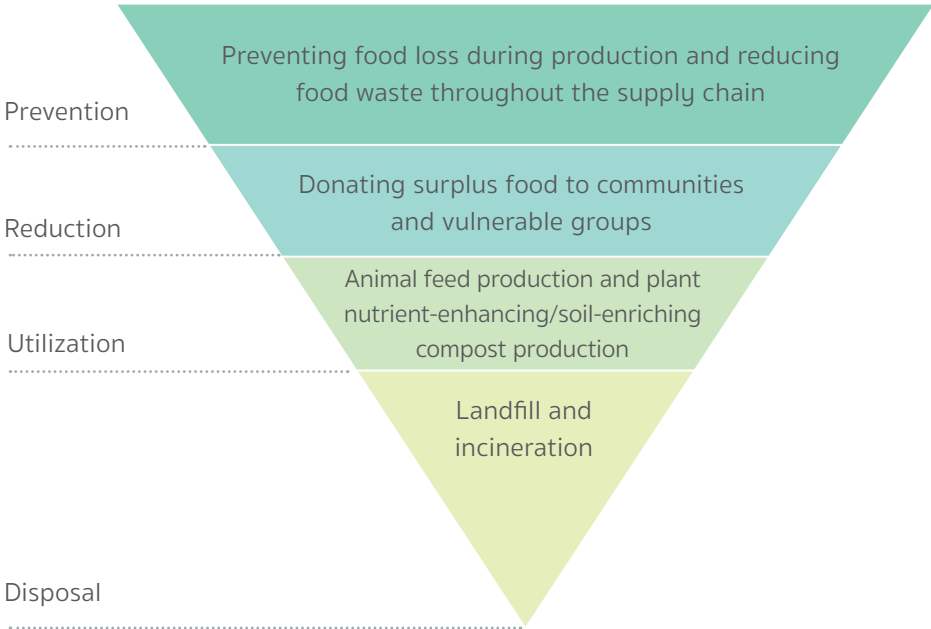 Preventing food loss during production and reducing
food waste throughout the supply chain
Prevention
Donating surplus food to communities
and vulnerable groups
Reduction
Animal feed production and plant
nutrient-enhancing/soil-enriching
compost production
Utilization
Landfill and
incineration
Disposal